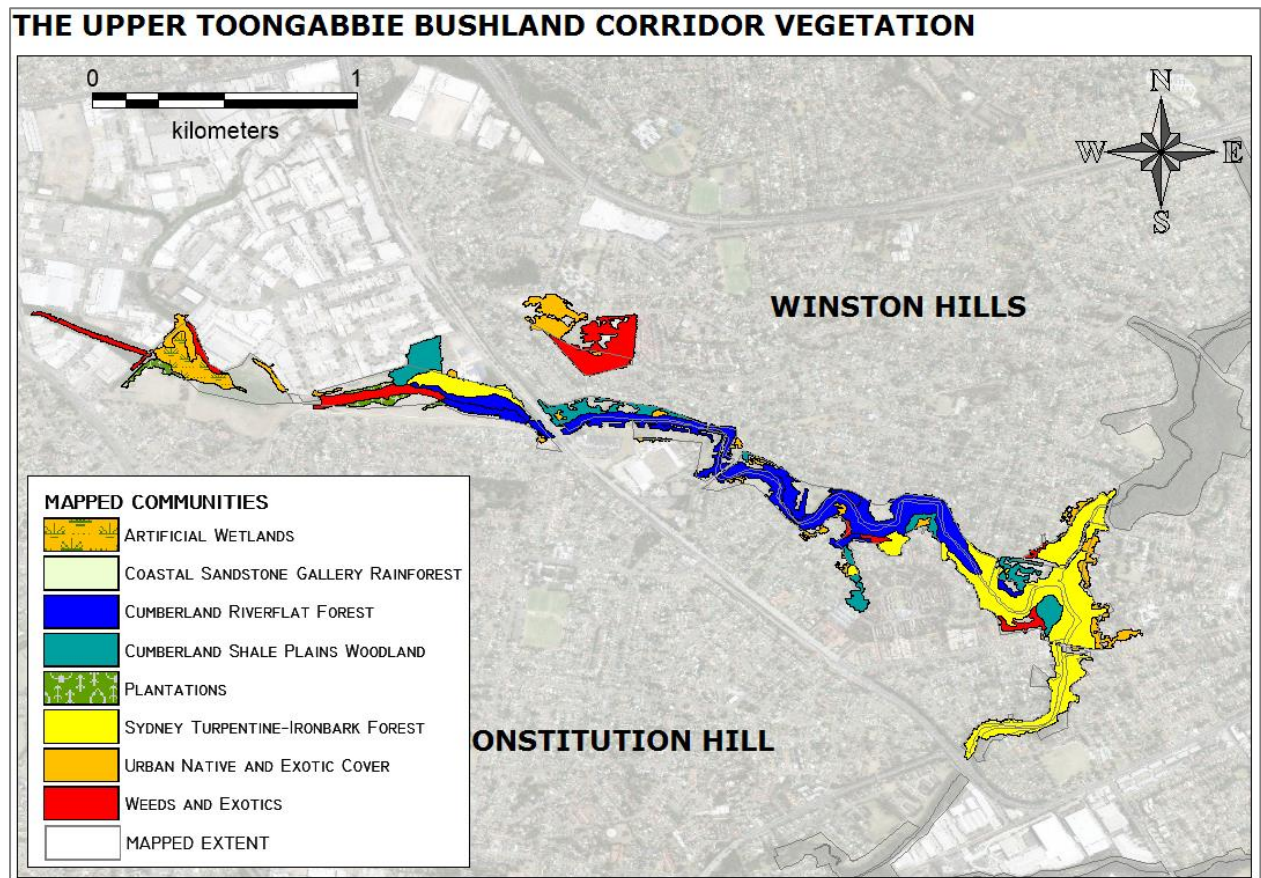 THE UPPER TOONGABBIE BUSHLAND CORRIDOR VEGETATION
0 1
kilometers
N
W E
S
WINSTON HILLS
MAPPED COMMUNITIES
ARTIFICIAL WETLANDS
COASTAL SANDSTONE GALLERY RAINFOREST
CUMBERLAND RIVERFLAT FOREST
CUMBERLAND SHALE PLAINS WOODLAND
PLANTATIONS
SYDNEY TURPENTINE-IRONBARK FOREST
ONSTITUTION HILL
URBAN NATIVE AND EXOTIC COVER
WEEDS AND EXOTICS
MAPPED EXTENT